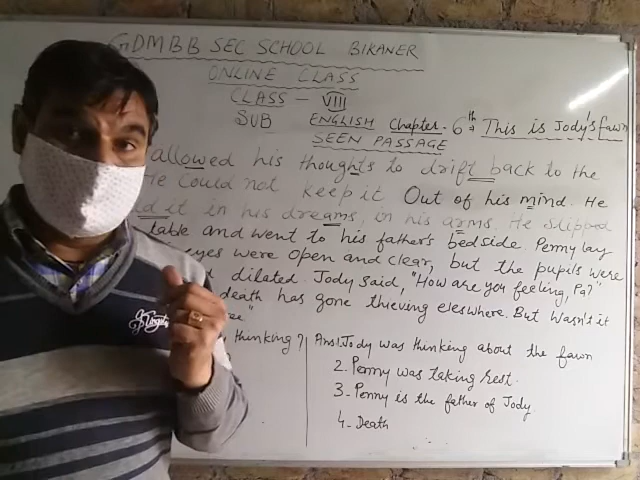 GDMBB SEC SCHOOL BIKANER
ONLINE CLASS
CLASS - VIII
SUB ENGLISH Chapter - 6th This is Jody's fawn
SEEN PASSAGE
allowed his thoughts to drift back to the
He Could not keep it Out of his mind. He
it in his dreams, in his arms. He slipped
table and went to his father's bedside. Penny lay
eyes were open and clear, but the pupils were
dilated. Jody said, "How are you feeling, Pa?"
death has gone thieving eleswhere. But wasn't it
thinking? Ans: 1. Jody was thinking about the fawn
2. Penny was taking rest.
3. Penny is the father of Jody.
4. Death